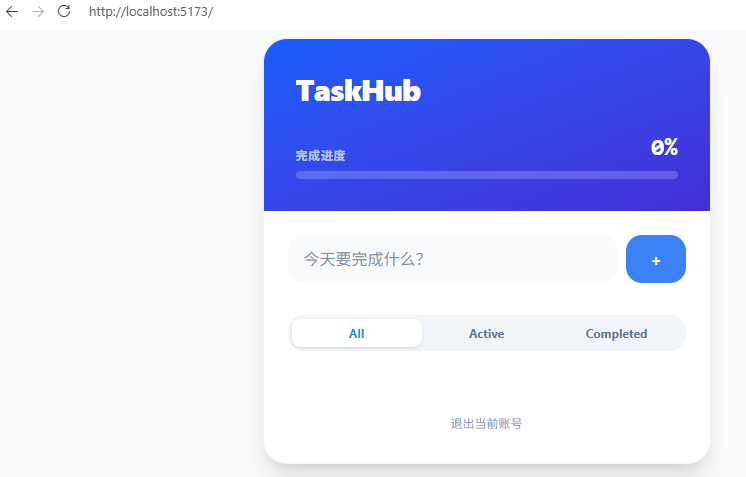 http://localhost:5173/
TaskHub
完成进度
0%
今天要完成什么？
+
All Active Completed
退出当前账号